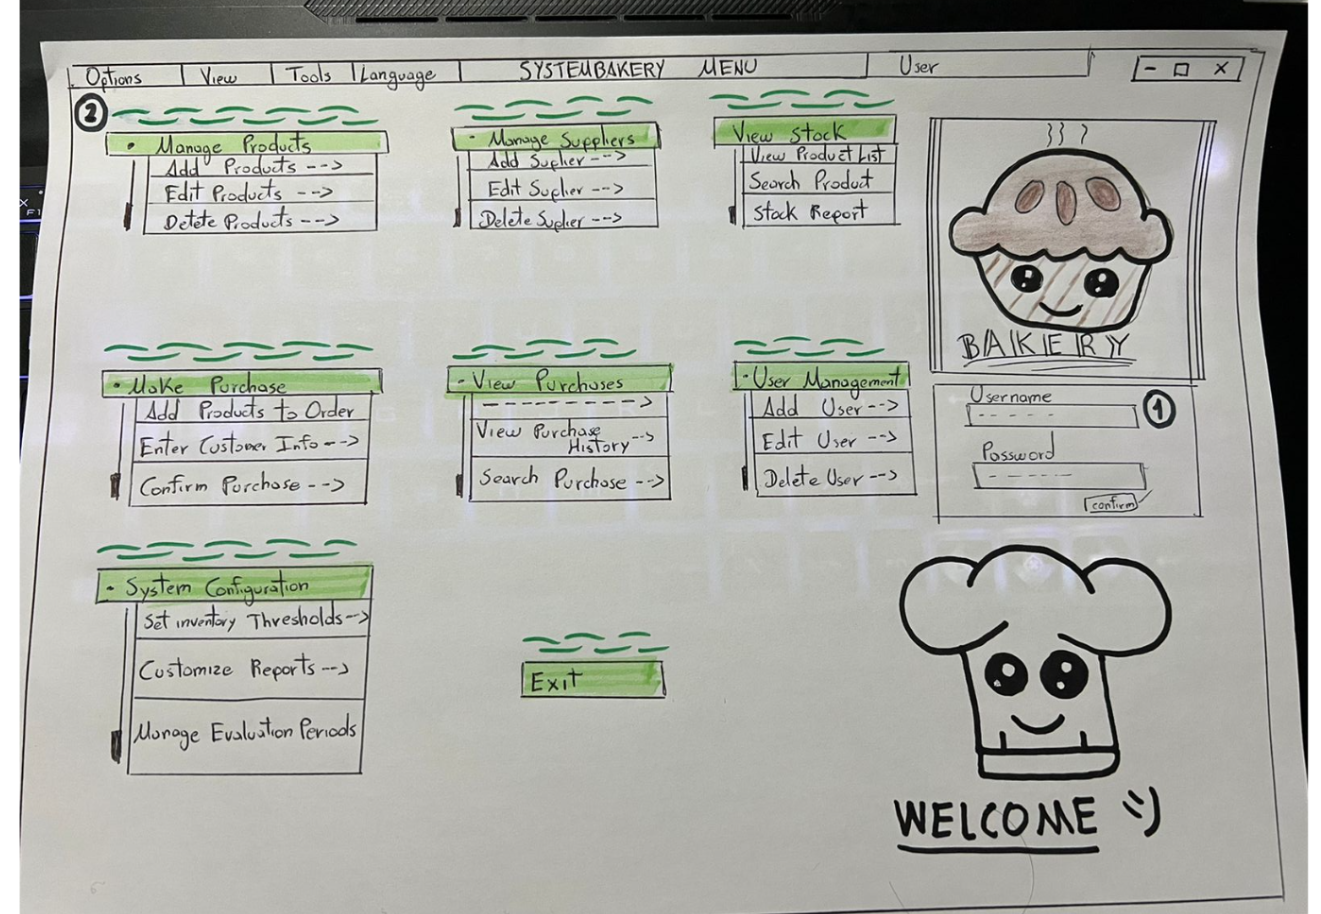 Options View Tools Language SYSTEMBAKERY MENU User - □ X
2
• Manage Products
Add Products --->
Edit Products --->
Detete Products --->
· Manage Suppliers
Add Suplier --->
Edit Suplier --->
Delete Suplier --->
View Stock
View Product List
Search Product
Stock Report
BAKERY
• Make Purchase
Add Products to Order
Enter Customer Info --->
Confirm Purchase --->
· View Purchases
- - - - - - - - - - ->
View Purchase
History -->
Search Purchase -->
· User Management
Add User -->
Edit User -->
Delete User -->
Username
1
- - - - -
Password
- - - - -
confirm
· System Configuration
Set inventory Thresholds -->
Customize Reports -->
Manage Evaluation Periods
Exit
WELCOME :)